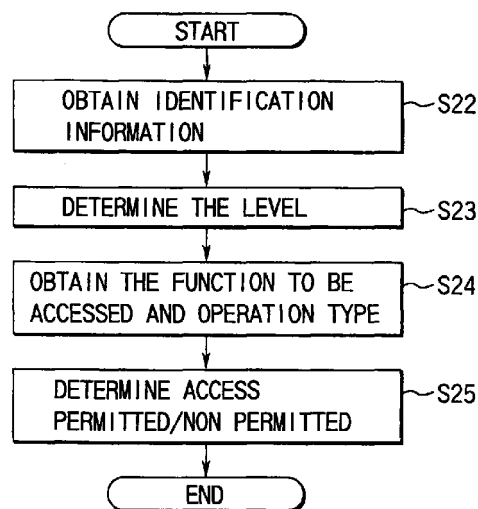 START
OBTAIN IDENTIFICATION
INFORMATION
S22
DETERMINE THE LEVEL
S23
OBTAIN THE FUNCTION TO BE
ACCESSED AND OPERATION TYPE
S24
DETERMINE ACCESS
PERMITTED/NON PERMITTED
S25
END